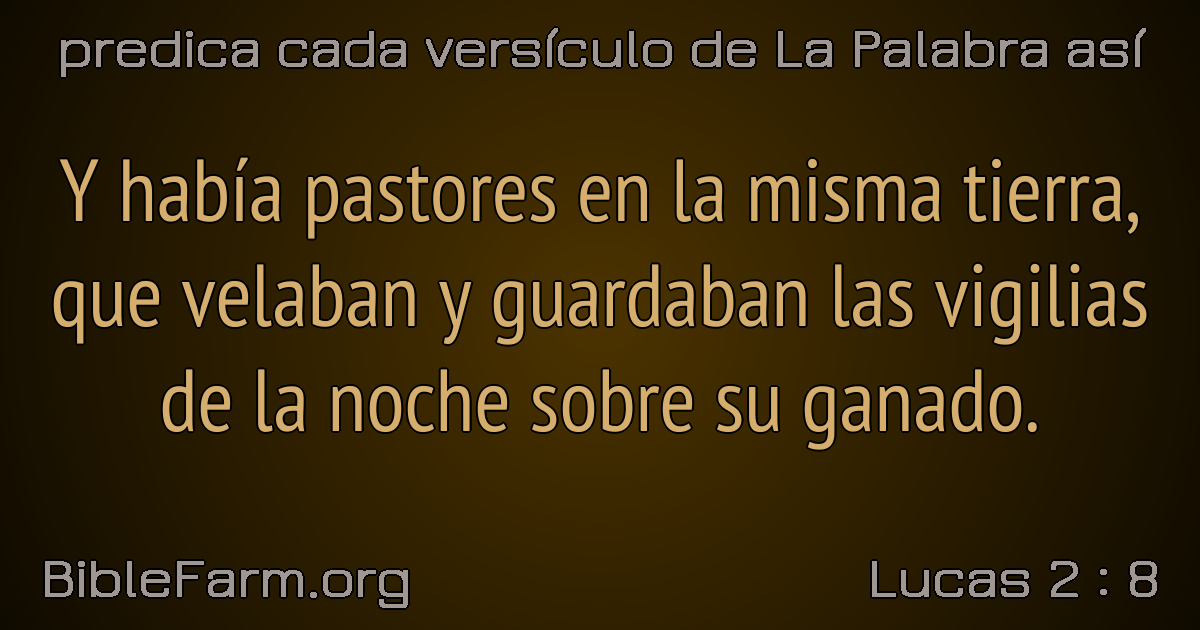 predica cada versículo de La Palabra así
Y había pastores en la misma tierra,
que velaban y guardaban las vigilias
de la noche sobre su ganado.
BibleFarm.org
Lucas 2 : 8